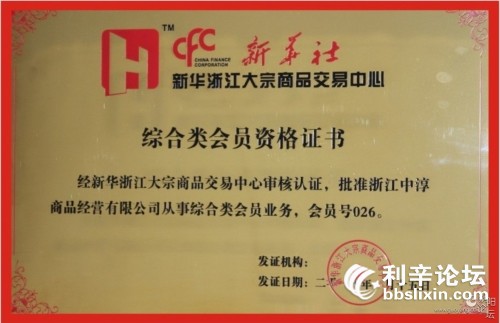 TM
CFC
CHINA FINANCE
CORPORATION
新华社
新华浙江大宗商品交易中心
综合类会员资格证书
经新华浙江大宗商品交易中心审核认证，批准浙江中淳
商品经营有限公司从事综合类会员业务，会员号026。
发证机构：
发证日期：二
利辛论坛
bbslixin.com